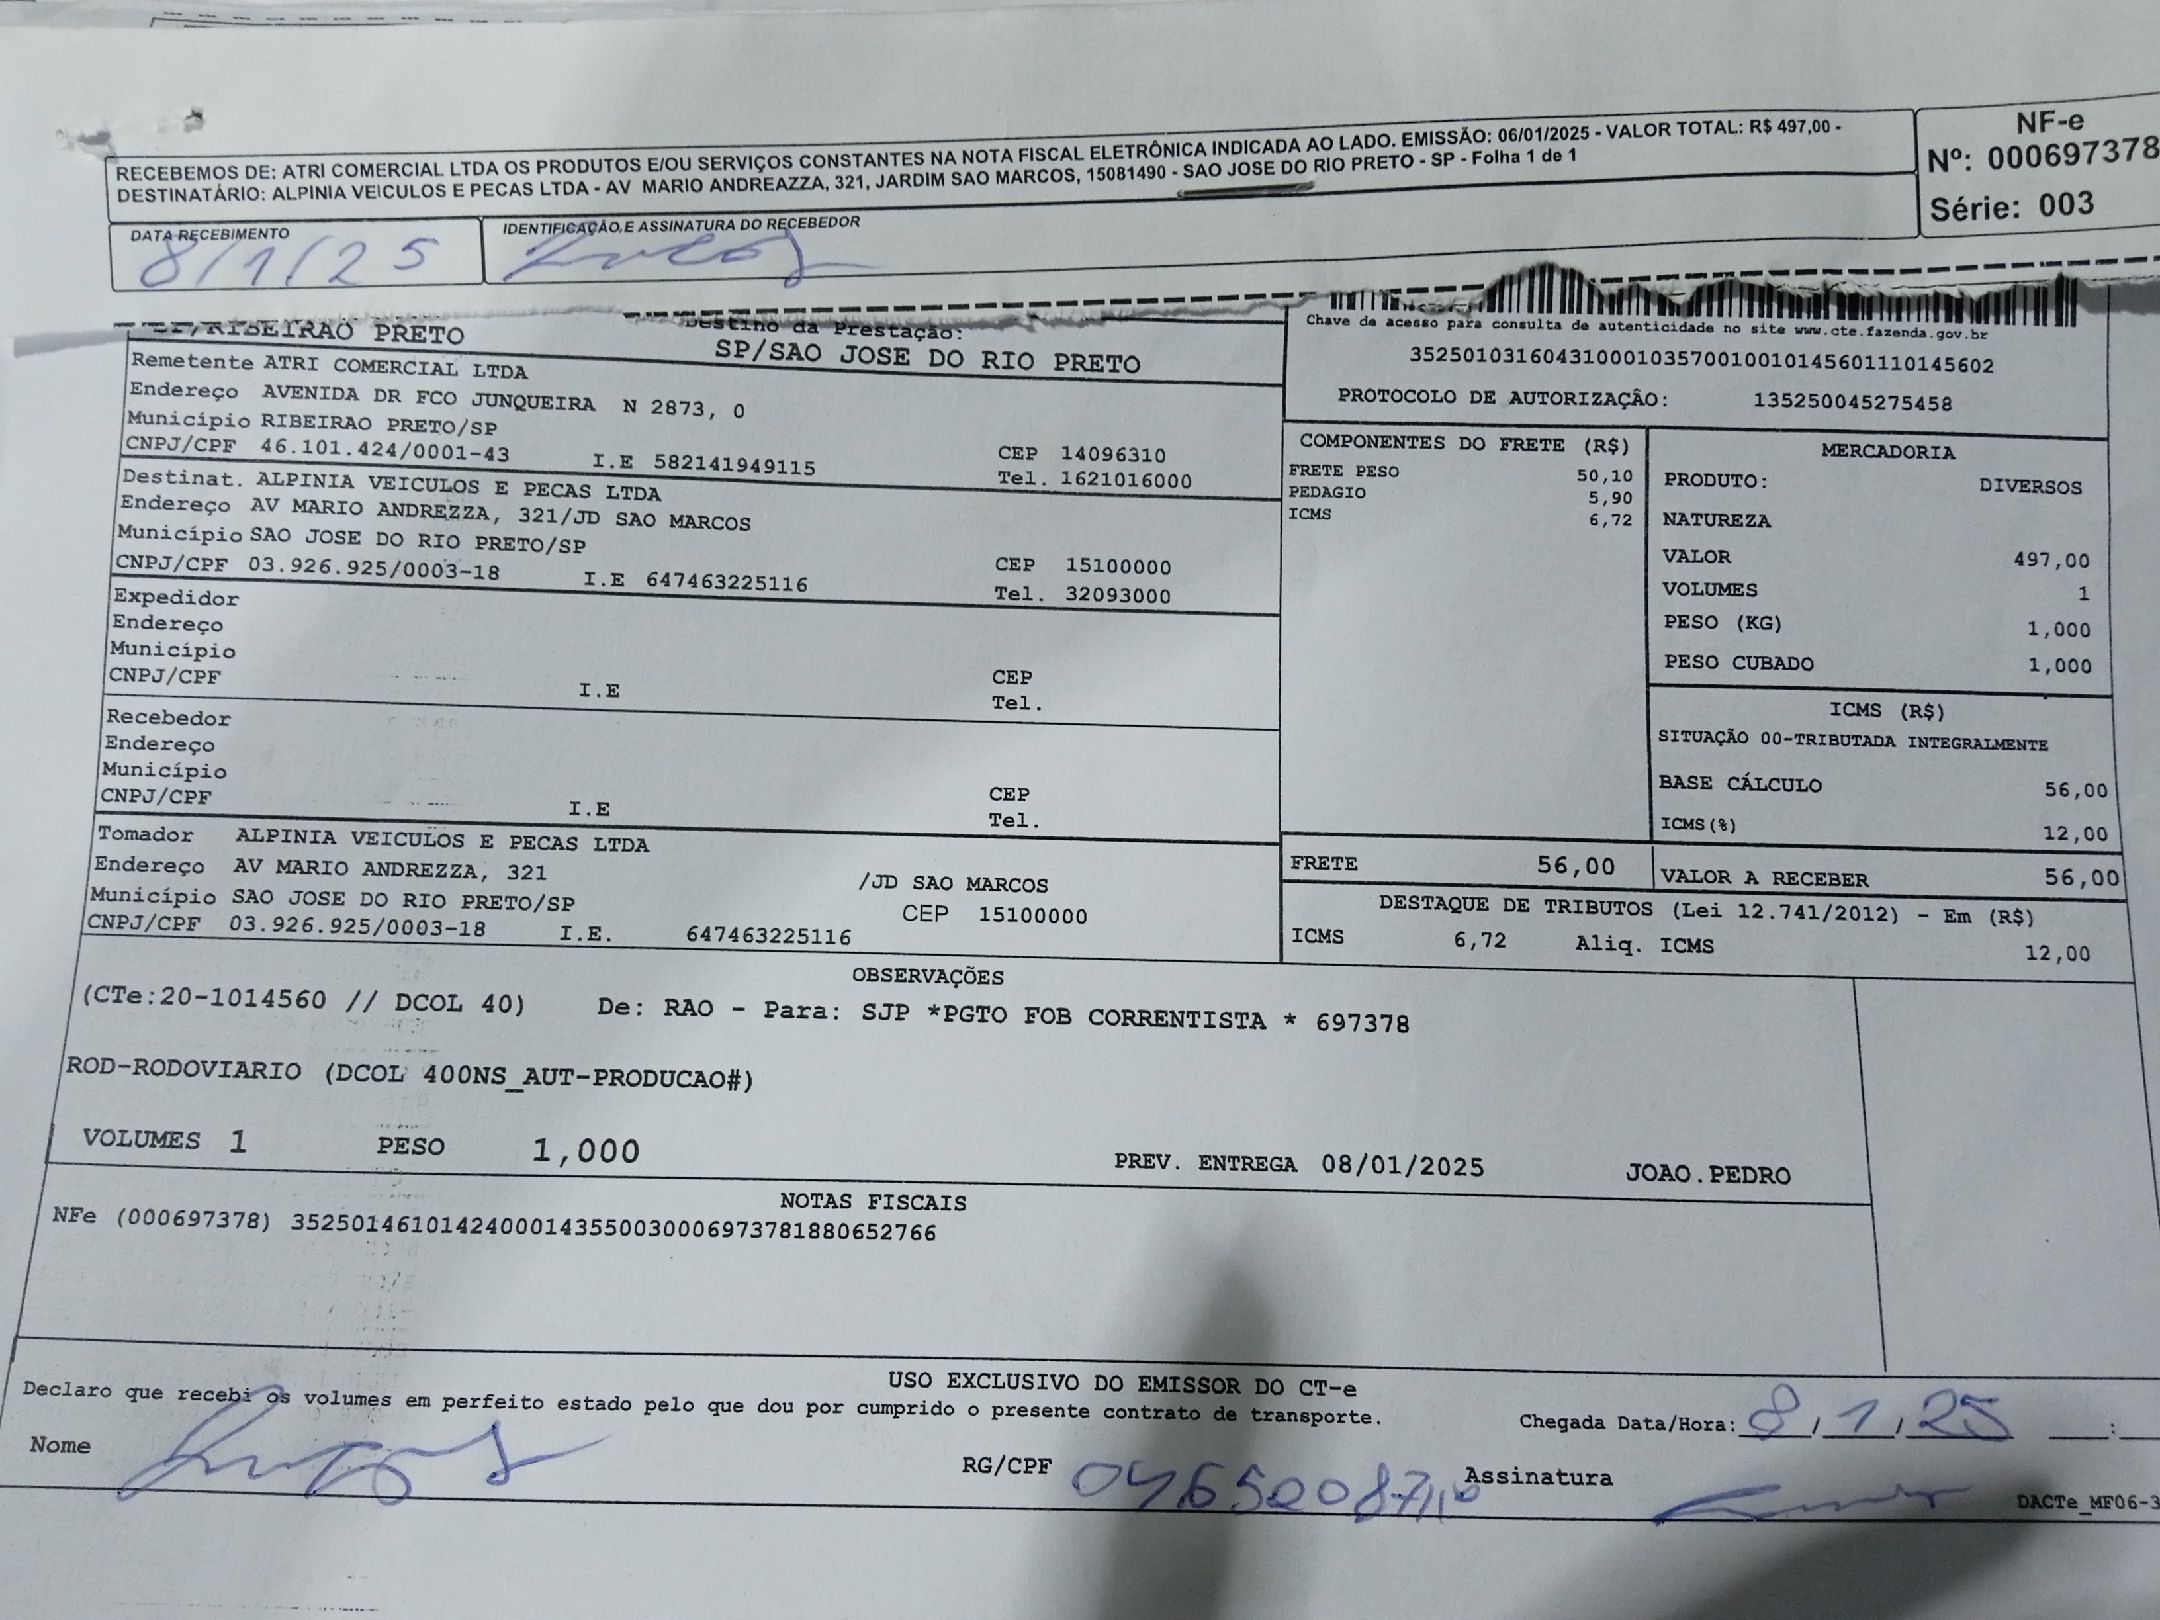 RECEBEMOS DE: ATRI COMERCIAL LTDA OS PRODUTOS E/OU SERVIÇOS CONSTANTES NA NOTA FISCAL ELETRÔNICA INDICADA AO LADO. EMISSÃO: 06/01/2025 - VALOR TOTAL: R$ 497,00 -
DESTINATÁRIO: ALPINIA VEICULOS E PECAS LTDA - AV MARIO ANDREAZZA, 321, JARDIM SAO MARCOS, 15081490 - SAO JOSE DO RIO PRETO - SP - Folha 1 de 1
NF-e
Nº: 000697378
Série: 003
DATA RECEBIMENTO
8/1/25
IDENTIFICAÇÃO E ASSINATURA DO RECEBEDOR
SP/RIBEIRAO PRETO
Destino da Prestação:
SP/SAO JOSE DO RIO PRETO
Remetente ATRI COMERCIAL LTDA
Endereço AVENIDA DR FCO JUNQUEIRA N 2873, 0
Município RIBEIRAO PRETO/SP
CNPJ/CPF 46.101.424/0001-43 I.E 582141949115
CEP 14096310
Tel. 1621016000
Destinat. ALPINIA VEICULOS E PECAS LTDA
Endereço AV MARIO ANDREZZA, 321/JD SAO MARCOS
Município SAO JOSE DO RIO PRETO/SP
CNPJ/CPF 03.926.925/0003-18 I.E 647463225116
CEP 15100000
Tel. 32093000
Expedidor
Endereço
Município
CNPJ/CPF I.E
CEP
Tel.
Recebedor
Endereço
Município
CNPJ/CPF I.E
CEP
Tel.
Tomador ALPINIA VEICULOS E PECAS LTDA
Endereço AV MARIO ANDREZZA, 321 /JD SAO MARCOS
Município SAO JOSE DO RIO PRETO/SP CEP 15100000
CNPJ/CPF 03.926.925/0003-18 I.E. 647463225116
Chave de acesso para consulta de autenticidade no site www.cte.fazenda.gov.br
35250103160431000103570010010145601110145602
PROTOCOLO DE AUTORIZAÇÂO: 135250045275458
COMPONENTES DO FRETE (R$)
FRETE PESO 50,10
PEDAGIO 5,90
ICMS 6,72
MERCADORIA
PRODUTO: DIVERSOS
NATUREZA
VALOR 497,00
VOLUMES 1
PESO (KG) 1,000
PESO CUBADO 1,000
ICMS (R$)
SITUAÇÃO 00-TRIBUTADA INTEGRALMENTE
BASE CÁLCULO 56,00
ICMS(%) 12,00
FRETE 56,00
VALOR A RECEBER 56,00
DESTAQUE DE TRIBUTOS (Lei 12.741/2012) - Em (R$)
ICMS 6,72 Aliq. ICMS 12,00
OBSERVAÇÕES
(CTe:20-1014560 // DCOL 40) De: RAO - Para: SJP *PGTO FOB CORRENTISTA * 697378
ROD-RODOVIARIO (DCOL 400NS_AUT-PRODUCAO#)
VOLUMES 1 PESO 1,000 PREV. ENTREGA 08/01/2025 JOAO.PEDRO
NOTAS FISCAIS
NFe (000697378) 35250146101424000143550030006973781880652766
USO EXCLUSIVO DO EMISSOR DO CT-e
Declaro que recebi os volumes em perfeito estado pelo que dou por cumprido o presente contrato de transporte.
Chegada Data/Hora: 8/1/25 :
Nome
RG/CPF
Assinatura
DACTe_MF06-3